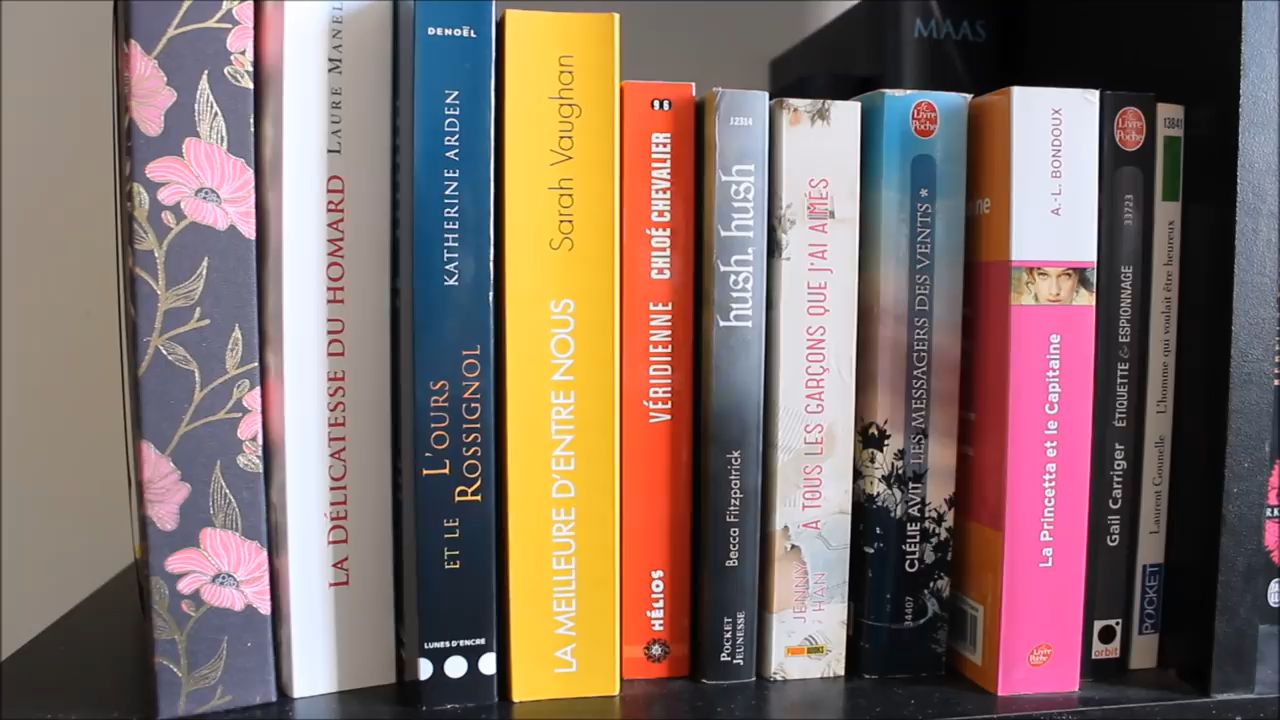 LA DÉLICATESSE DU HOMARD LAURE MANEL
DENOËL
KATHERINE ARDEN
L'OURS
ET LE ROSSIGNOL
LUNES D'ENCRE
LA MEILLEURE D'ENTRE NOUS Sarah Vaughan
96
VÉRIDIENNE CHLOÉ CHEVALIER
HÉLIOS
J2314
hush, hush
Becca Fitzpatrick
POCKET
JEUNESSE
À TOUS LES GARÇONS QUE J'AI AIMÉS
JENNY
HAN
PANINI BOOKS
MAAS
Le Livre de Poche
CLÉLIE AVIT LES MESSAGERS DES VENTS *
34407
ne
A.-L. BONDOUX
La Princetta et le Capitaine
Le Livre de Poche
Le Livre de Poche
33723
Gail Carriger ÉTIQUETTE & ESPIONNAGE
orbit
13841
Laurent Gounelle L'homme qui voulait être heureux
POCKET